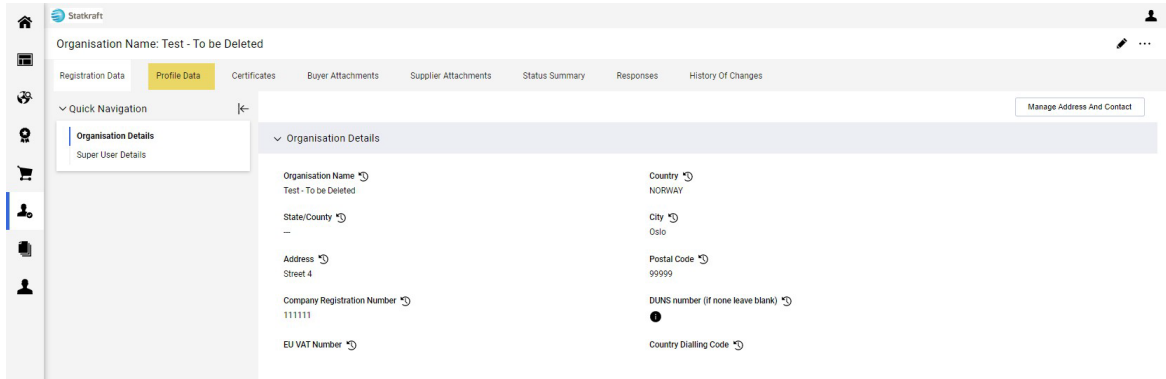 Statkraft
Organisation Name: Test - To be Deleted
Registration Data Profile Data Certificates Buyer Attachments Supplier Attachments Status Summary Responses History Of Changes
Quick Navigation
Manage Address And Contact
Organisation Details
Super User Details
Organisation Details
Organisation Name Country
Test - To be Deleted NORWAY
State/County City
— Oslo
Address Postal Code
Street 4 99999
Company Registration Number DUNS number (if none leave blank)
111111
EU VAT Number Country Dialling Code